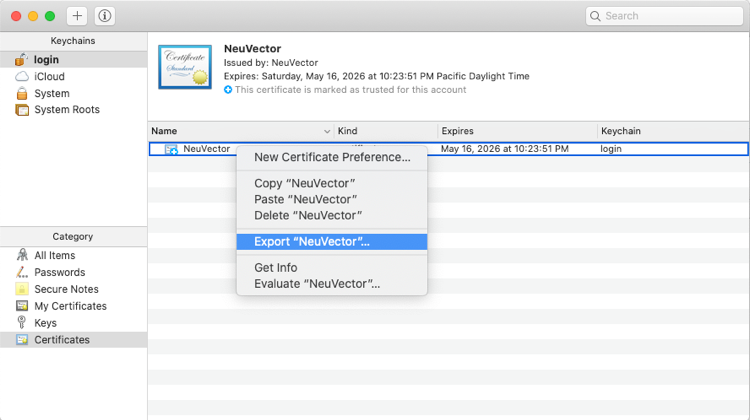 Search
Keychains
login
iCloud
System
System Roots
Certificate
Standard
NeuVector
Issued by: NeuVector
Expires: Saturday, May 16, 2026 at 10:23:51 PM Pacific Daylight Time
This certificate is marked as trusted for this account
Name Kind Expires Keychain
NeuVector May 16, 2026 at 10:23:51 PM login
New Certificate Preference...
Copy “NeuVector”
Paste “NeuVector”
Delete “NeuVector”
Export “NeuVector”...
Get Info
Evaluate “NeuVector”...
Category
All Items
Passwords
Secure Notes
My Certificates
Keys
Certificates